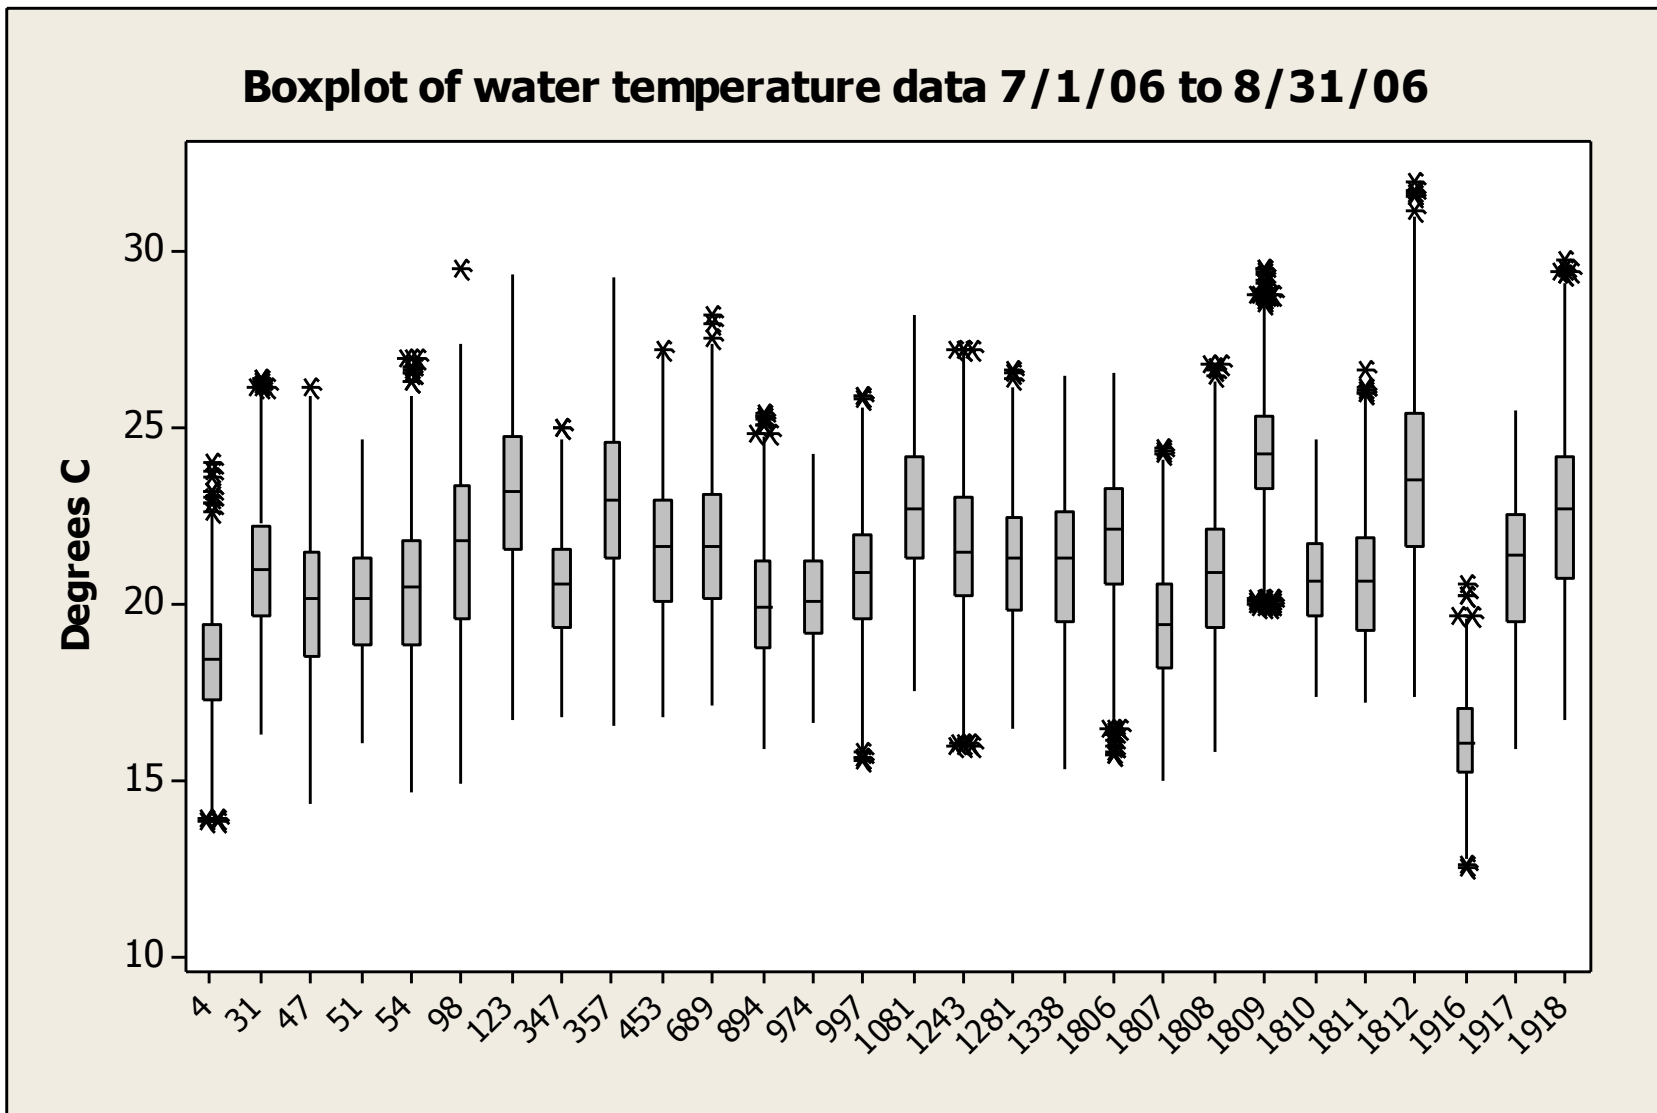 Boxplot of water temperature data 7/1/06 to 8/31/06
Degrees C
30
25
20
15
10
4 31 47 51 54 98 123 347 357 453 689 894 974 997 1081 1243 1281 1338 1806 1807 1808 1809 1810 1811 1812 1916 1917 1918